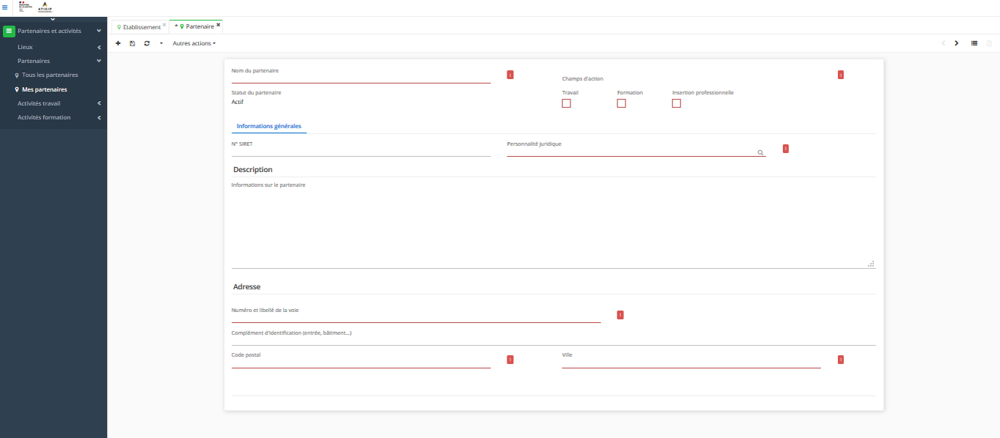 ATIGIP
Etablissement
* Partenaire
Partenaires et activités
Autres actions
Lieux
Partenaires
Tous les partenaires
Mes partenaires
Activités travail
Activités formation
Nom du partenaire
!
Champs d'action
!
Statut du partenaire
Travail
Formation
Insertion professionnelle
Actif
Informations générales
N° SIRET
Personnalité juridique
!
Description
Informations sur le partenaire
Adresse
Numéro et libellé de la voie
!
Complément d'identification (entrée, bâtiment...)
Code postal
!
Ville
!